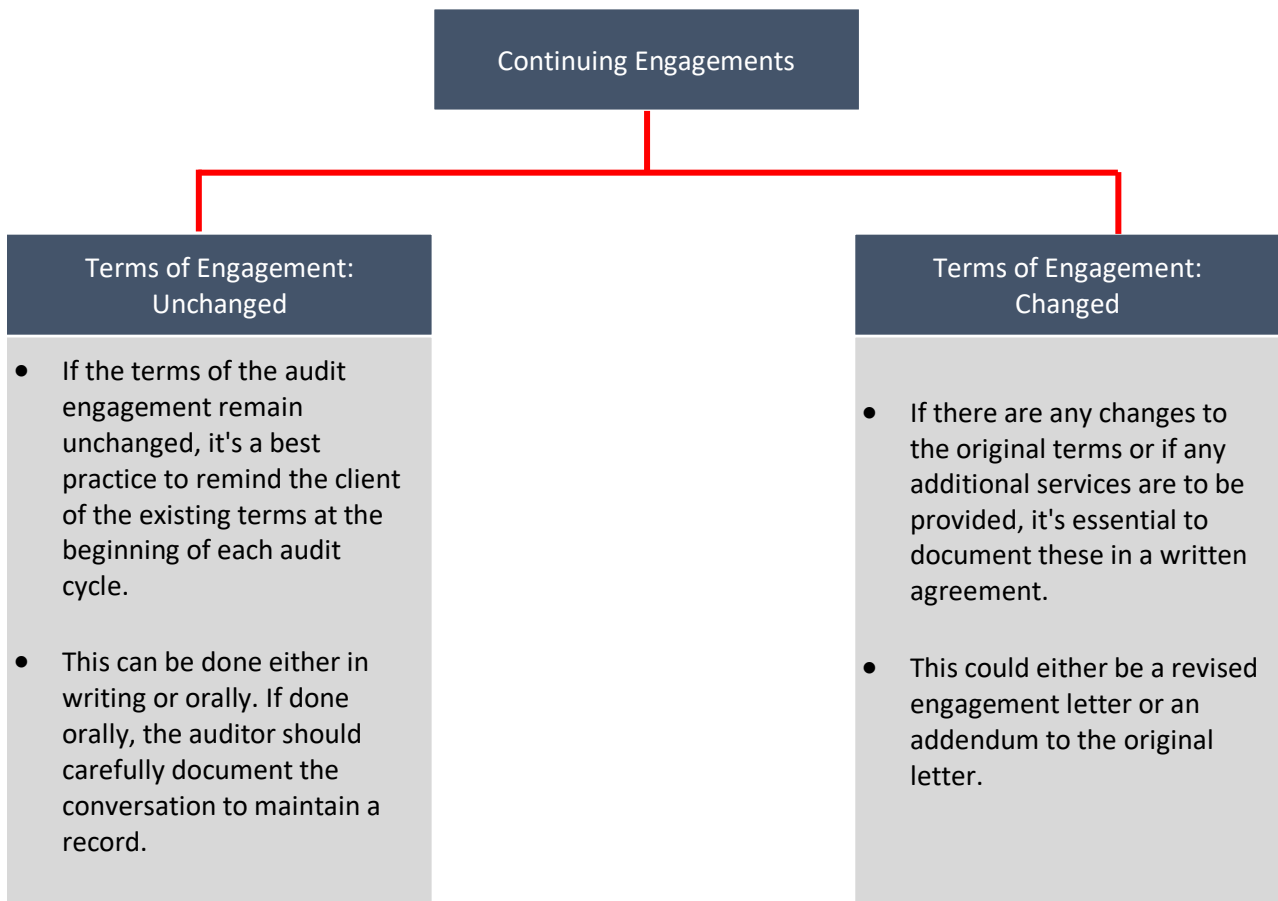 Continuing Engagements
Terms of Engagement:
Unchanged
• If the terms of the audit
engagement remain
unchanged, it's a best
practice to remind the client
of the existing terms at the
beginning of each audit
cycle.
• This can be done either in
writing or orally. If done
orally, the auditor should
carefully document the
conversation to maintain a
record.
Terms of Engagement:
Changed
• If there are any changes to
the original terms or if any
additional services are to be
provided, it's essential to
document these in a written
agreement.
• This could either be a revised
engagement letter or an
addendum to the original
letter.